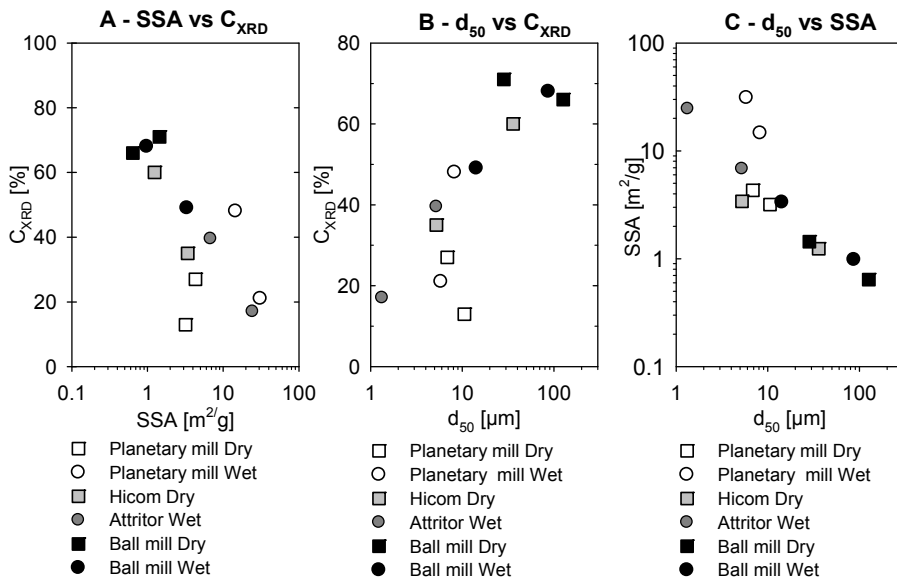 A - SSA vs C_XRD
100
80
60
40
20
0
C_XRD [%]
0.1 1 10 100
SSA [m²/g]
Planetary mill Dry
Planetary mill Wet
Hicom Dry
Attritor Wet
Ball mill Dry
Ball mill Wet
B - d₅₀ vs C_XRD
80
60
40
20
0
C_XRD [%]
1 10 100
d₅₀ [µm]
Planetary mill Dry
Planetary mill Wet
Hicom Dry
Attritor Wet
Ball mill Dry
Ball mill Wet
C - d₅₀ vs SSA
100
10
1
0.1
SSA [m²/g]
1 10 100
d₅₀ [µm]
Planetary mill Dry
Planetary mill Wet
Hicom Dry
Attritor Wet
Ball mill Dry
Ball mill Wet